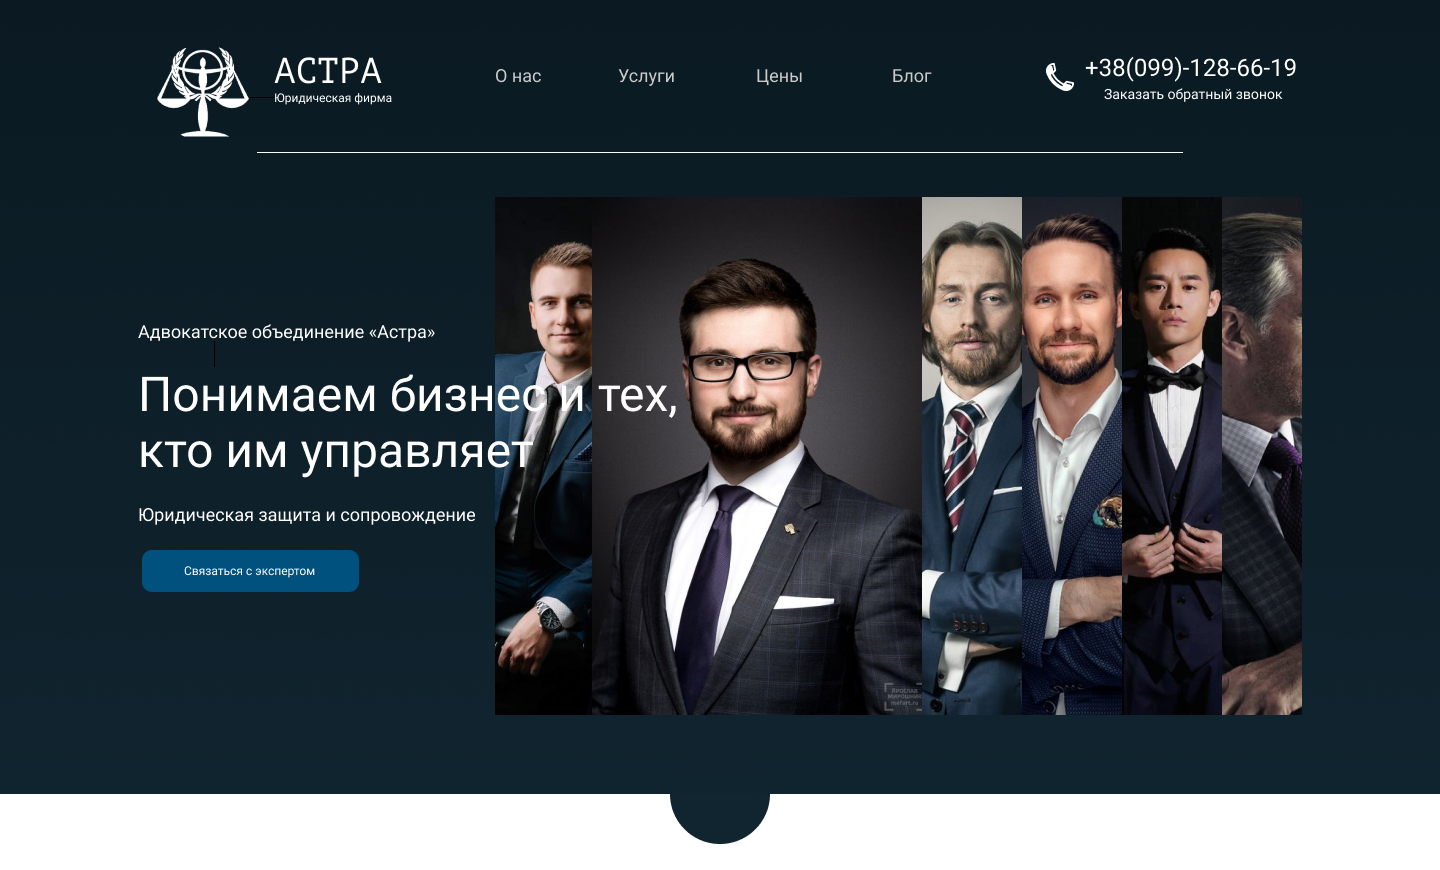 АСТРА
Юридическая фирма
О нас
Услуги
Цены
Блог
+38(099)-128-66-19
Заказать обратный звонок
Адвокатское объединение «Астра»
Понимаем бизнес и тех,
кто им управляет
Юридическая защита и сопровождение
Связаться с экспертом